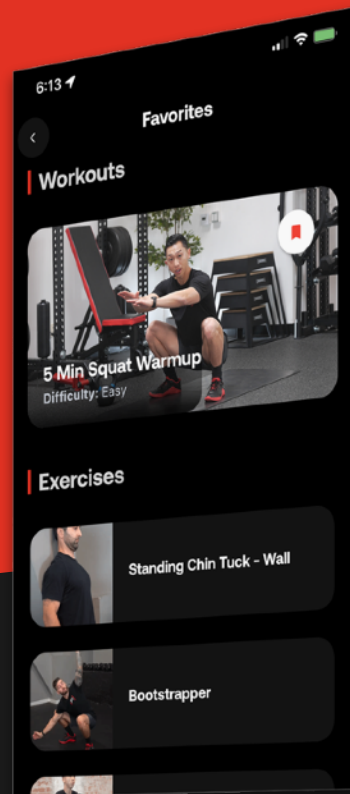 6:13
Favorites
Workouts
5 Min Squat Warmup
Difficulty: Easy
Exercises
Standing Chin Tuck - Wall
Bootstrapper